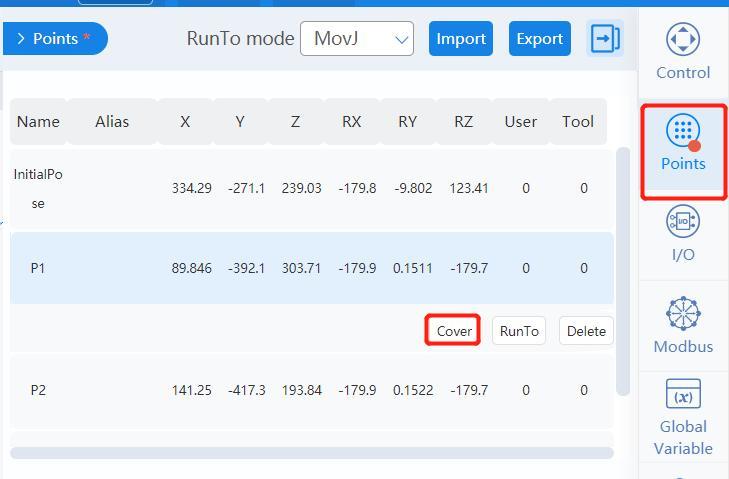 > Points *
RunTo mode MovJ Import Export
Control
Name Alias X Y Z RX RY RZ User Tool
InitialPo
se
334.29 -271.1 239.03 -179.8 -9.802 123.41 0 0
Points
P1 89.846 -392.1 303.71 -179.9 0.1511 -179.7 0 0
I/O
I/O
Cover RunTo Delete
Modbus
P2 141.25 -417.3 193.84 -179.9 0.1522 -179.7 0 0
(x)
Global
Variable